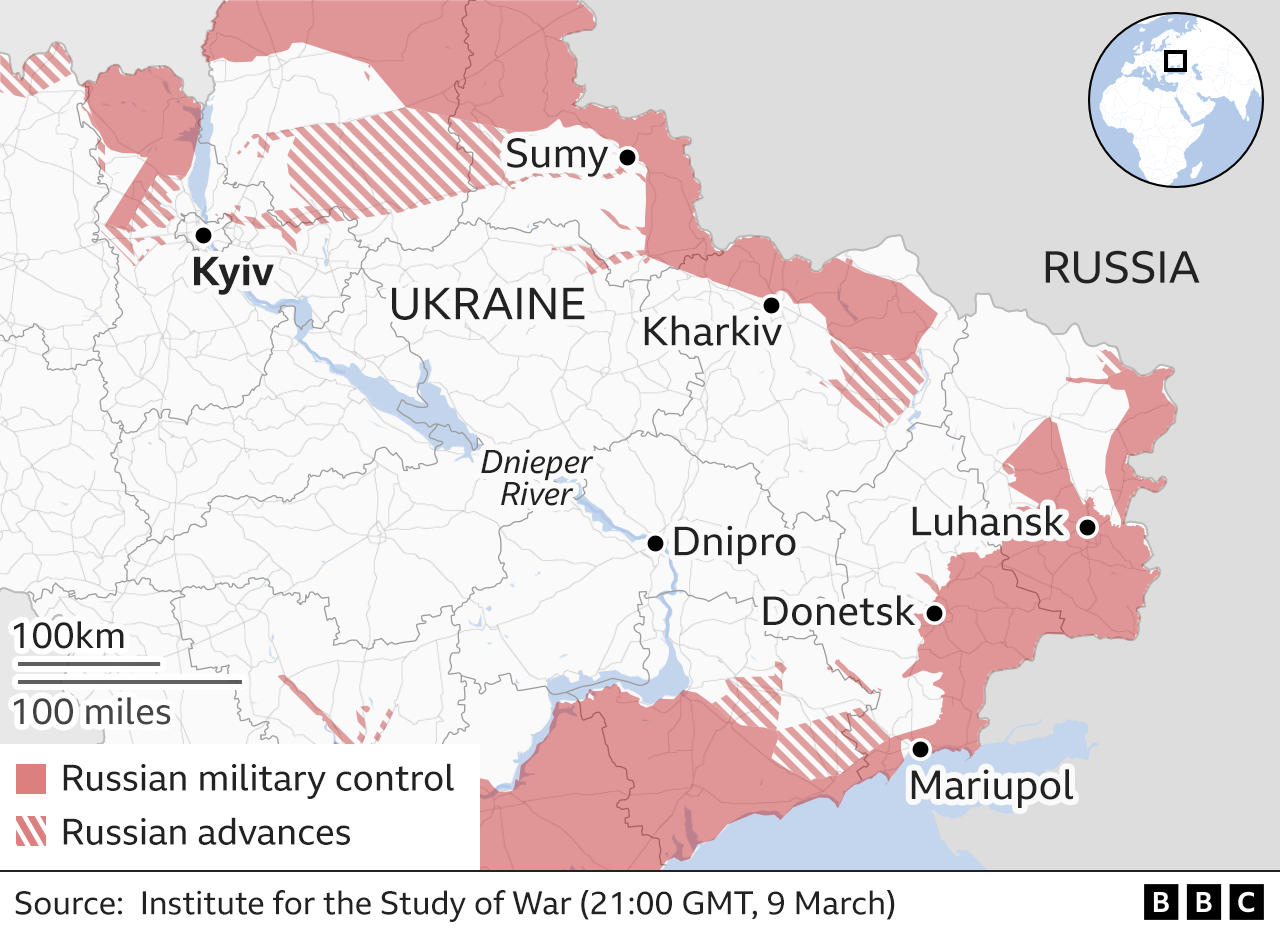 Sumy
Kyiv
RUSSIA
UKRAINE
Kharkiv
Dnieper
River
Luhansk
Dnipro
Donetsk
100km
100 miles
Mariupol
Russian military control
Russian advances
Source: Institute for the Study of War (21:00 GMT, 9 March)
BBC